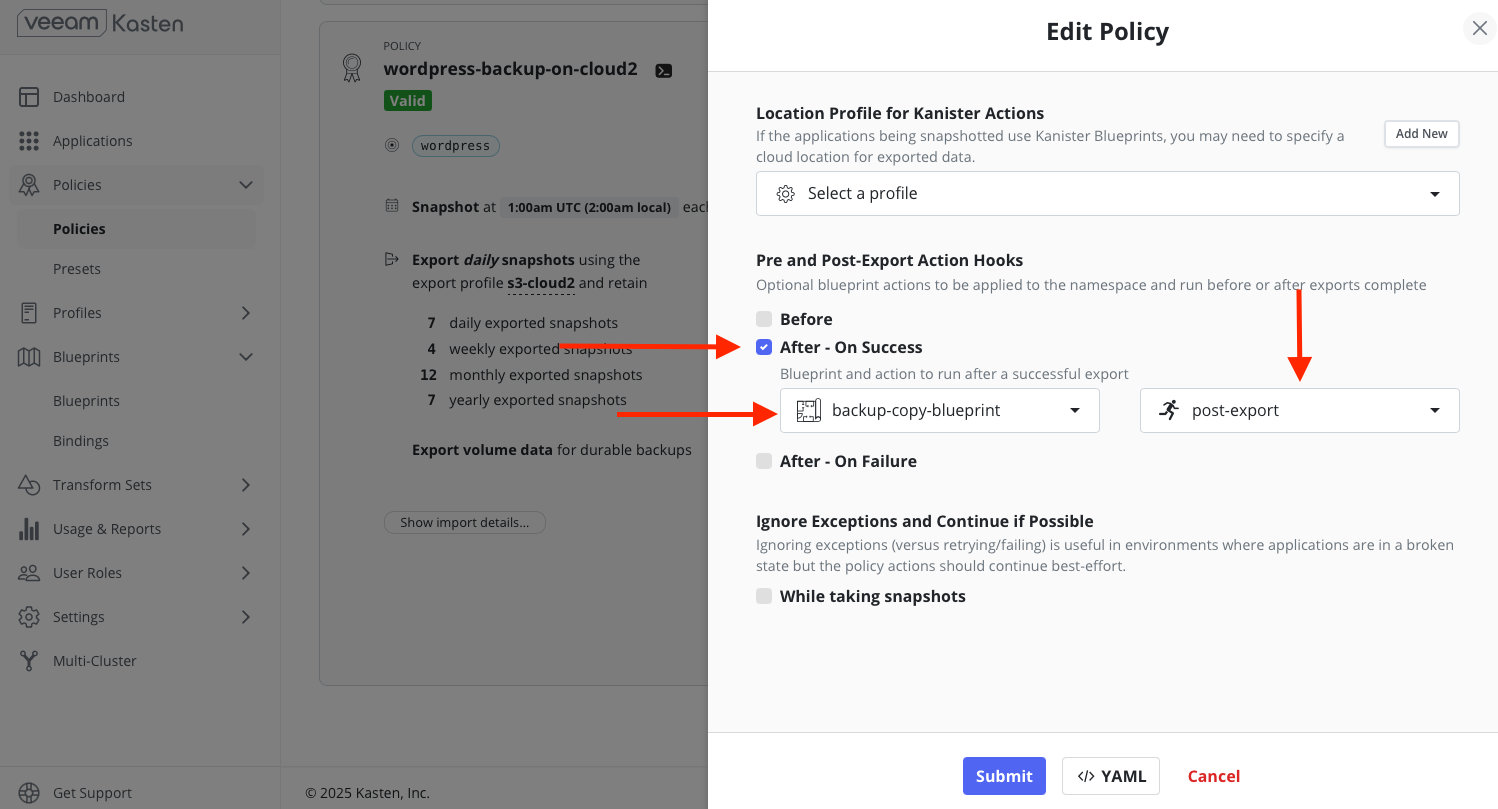 veeam Kasten
Dashboard
Applications
Policies
Policies
Presets
Profiles
Blueprints
Blueprints
Bindings
Transform Sets
Usage & Reports
User Roles
Settings
Multi-Cluster
Get Support
POLICY
wordpress-backup-on-cloud2
Valid
wordpress
Snapshot at 1:00am UTC (2:00am local) eac
Export daily snapshots using the
export profile s3-cloud2 and retain
7 daily exported snapshots
4 weekly exported snapshots
12 monthly exported snapshots
7 yearly exported snapshots
Export volume data for durable backups
Show import details...
© 2025 Kasten, Inc.
Edit Policy
Location Profile for Kanister Actions
If the applications being snapshotted use Kanister Blueprints, you may need to specify a
cloud location for exported data.
Add New
Select a profile
Pre and Post-Export Action Hooks
Optional blueprint actions to be applied to the namespace and run before or after exports complete
Before
After - On Success
Blueprint and action to run after a successful export
backup-copy-blueprint
post-export
After - On Failure
Ignore Exceptions and Continue if Possible
Ignoring exceptions (versus retrying/failing) is useful in environments where applications are in a broken
state but the policy actions should continue best-effort.
While taking snapshots
Submit
</> YAML
Cancel